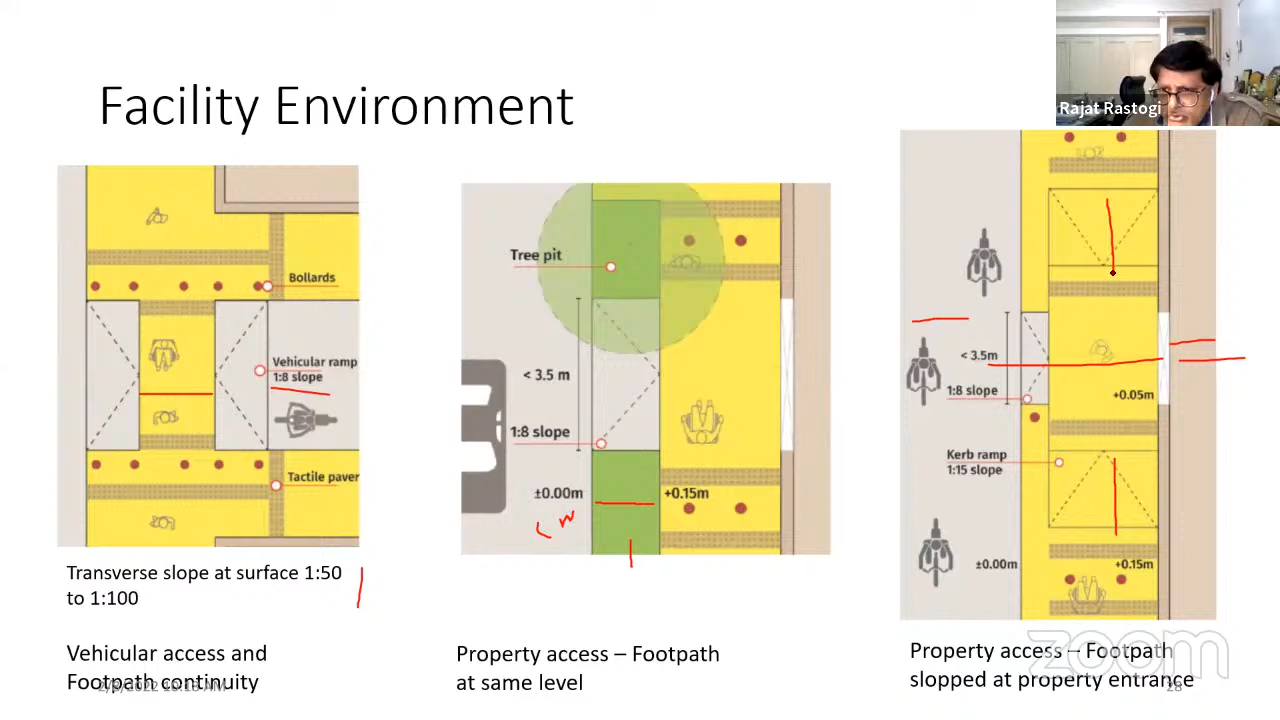 Facility Environment
Rajat Rastogi
Bollards
Vehicular ramp
1:8 slope
Tactile paver
Transverse slope at surface 1:50
to 1:100
Vehicular access and
Footpath continuity
Tree pit
< 3.5 m
1:8 slope
±0.00m
+0.15m
Property access – Footpath
at same level
< 3.5m
1:8 slope
+0.05m
Kerb ramp
1:15 slope
±0.00m
+0.15m
Property access – Footpath
slopped at property entrance
zoom
28